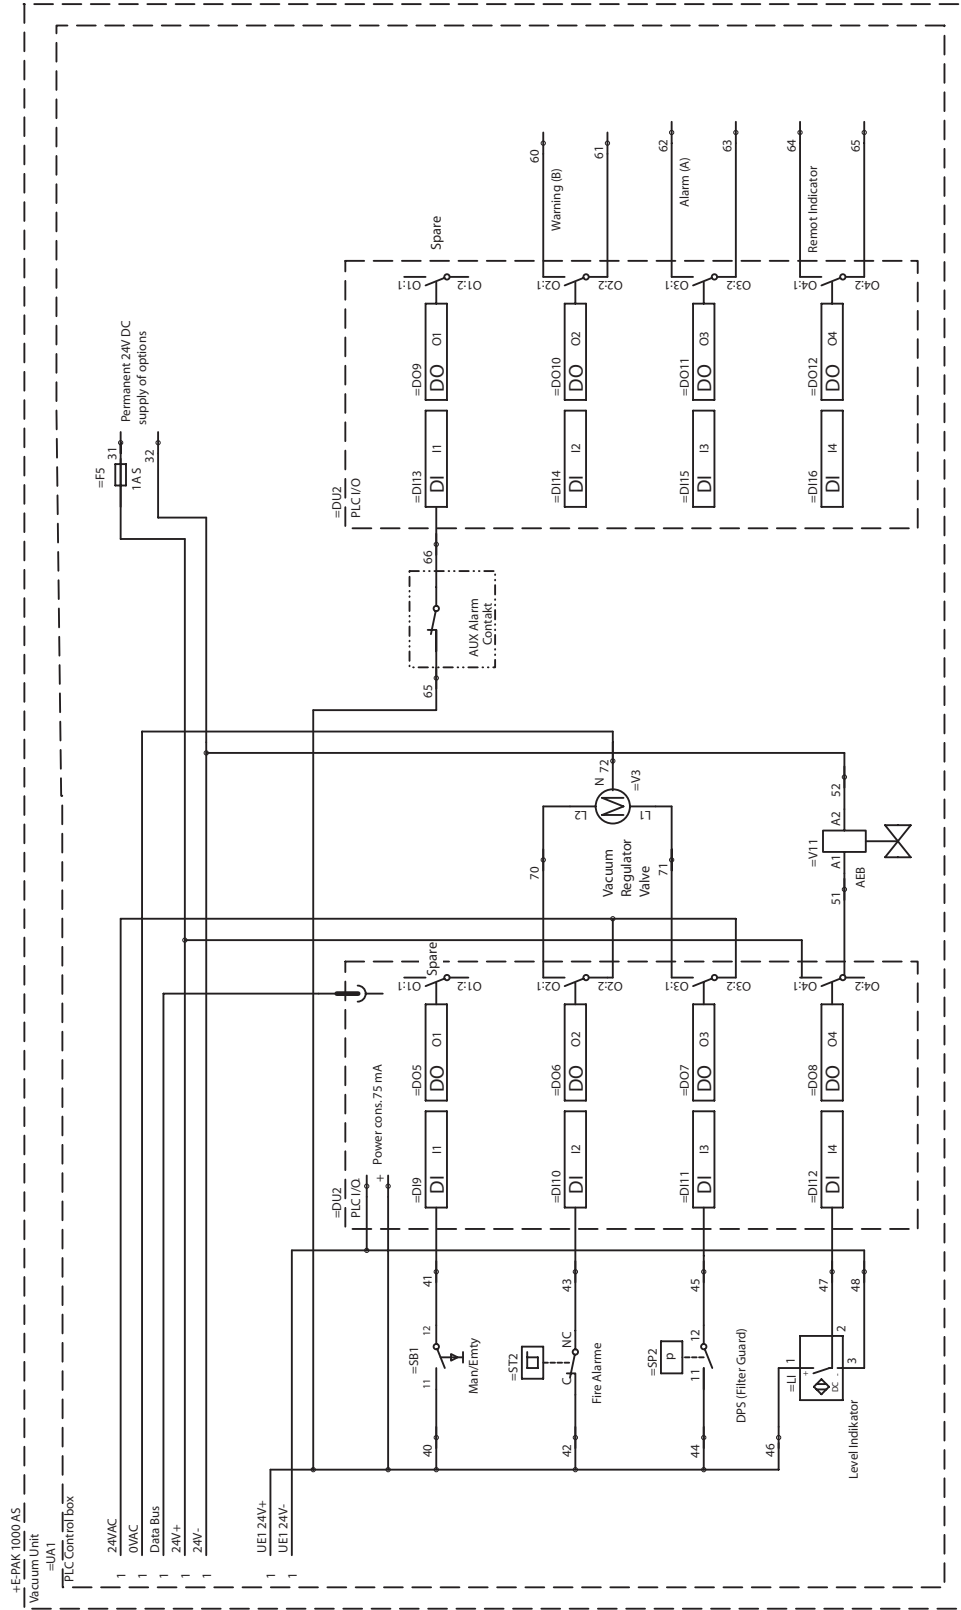 +E-PAK 1000 AS
Vacuum Unit
=UA1
PLC Control box
24VAC
1
0VAC
1
Data Bus
1
24V+
1
24V-
1
UE1 24V+
1
UE1 24V-
1
=F5
1A S
31
32
Permanent 24V DC
supply of options
=DU2
PLC I/O
+
-
Power cons. 75 mA
40
11
=SB1
12
Man/Emty
41
=DI9
DI
I1
=DO5
DO
O1
O1:1
O1:2
Spare
42
C
=ST2
NC
Fire Alarme
43
=DI10
DI
I2
=DO6
DO
O2
O2:1
O2:2
44
11
=SP2
p
12
DPS (Filter Guard)
45
=DI11
DI
I3
=DO7
DO
O3
O3:1
O3:2
46
=LI
1
+
DC
-
2
3
Level Indikator
47
48
=DI12
DI
I4
=DO8
DO
O4
O4:1
O4:2
70
71
Vacuum
Regulator
Valve
L2
L1
M
N
72
=V3
51
A1
=V11
A2
52
AEB
65
AUX Alarm
Contakt
66
=DU2
PLC I/O
=DI13
DI
I1
=DO9
DO
O1
O1:1
O1:2
Spare
=DI14
DI
I2
=DO10
DO
O2
O2:1
O2:2
Warning (B)
60
61
=DI15
DI
I3
=DO11
DO
O3
O3:1
O3:2
Alarm (A)
62
63
=DI16
DI
I4
=DO12
DO
O4
O4:1
O4:2
Remot Indicator
64
65